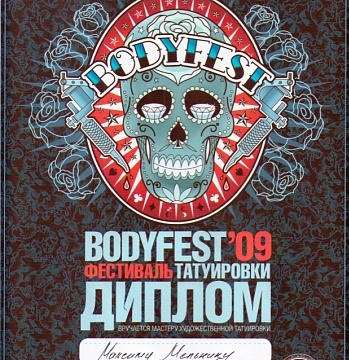 BODYFEST
BODYFEST'09
ФЕСТИВАЛЬ ТАТУИРОВКИ
ДИПЛОМ
ВРУЧАЕТСЯ МАСТЕРУ ХУДОЖЕСТВЕННОЙ ТАТУИРОВКИ
Максиму Мельнику